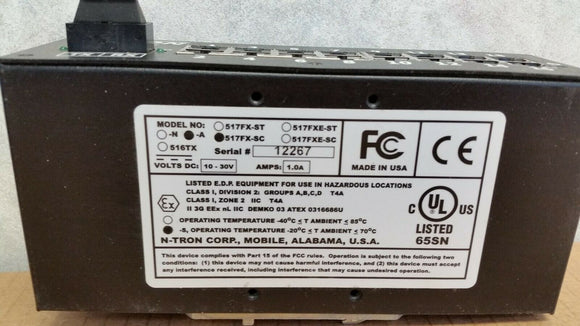 MODEL NO: 517FX-ST 517FXE-ST
-N -A 517FX-SC 517FXE-SC
516TX Serial # 12267
VOLTS DC: 10 - 30V AMPS: 1.0A
FC
MADE IN USA
CE
LISTED E.D.P. EQUIPMENT FOR USE IN HAZARDOUS LOCATIONS
CLASS I, DIVISION 2: GROUPS A,B,C,D T4A
CLASS I, ZONE 2 IIC T4A
II 3G EEx nL IIC DEMKO 03 ATEX 0316686U
Ex
OPERATING TEMPERATURE -40°C ≤ T AMBIENT ≤ 85°C
-S, OPERATING TEMPERATURE -20°C ≤ T AMBIENT ≤ 70°C
N-TRON CORP., MOBILE, ALABAMA, U.S.A.
C UL US
LISTED
65SN
This device complies with Part 15 of the FCC rules. Operation is subject to the following two
conditions: (1) this device may not cause harmful interference, and (2) this device must accept
any interference received, including interference that may cause undesired operation.